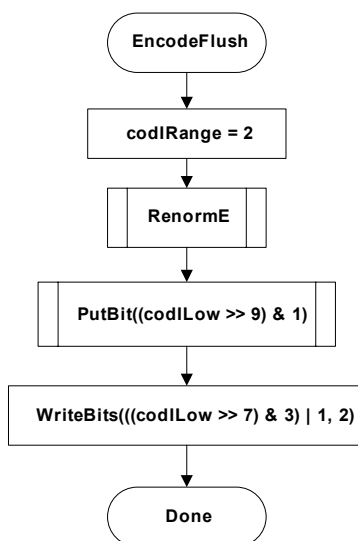 EncodeFlush
codIRange = 2
RenormE
PutBit((codILow >> 9) & 1)
WriteBits(((codILow >> 7) & 3) | 1, 2)
Done